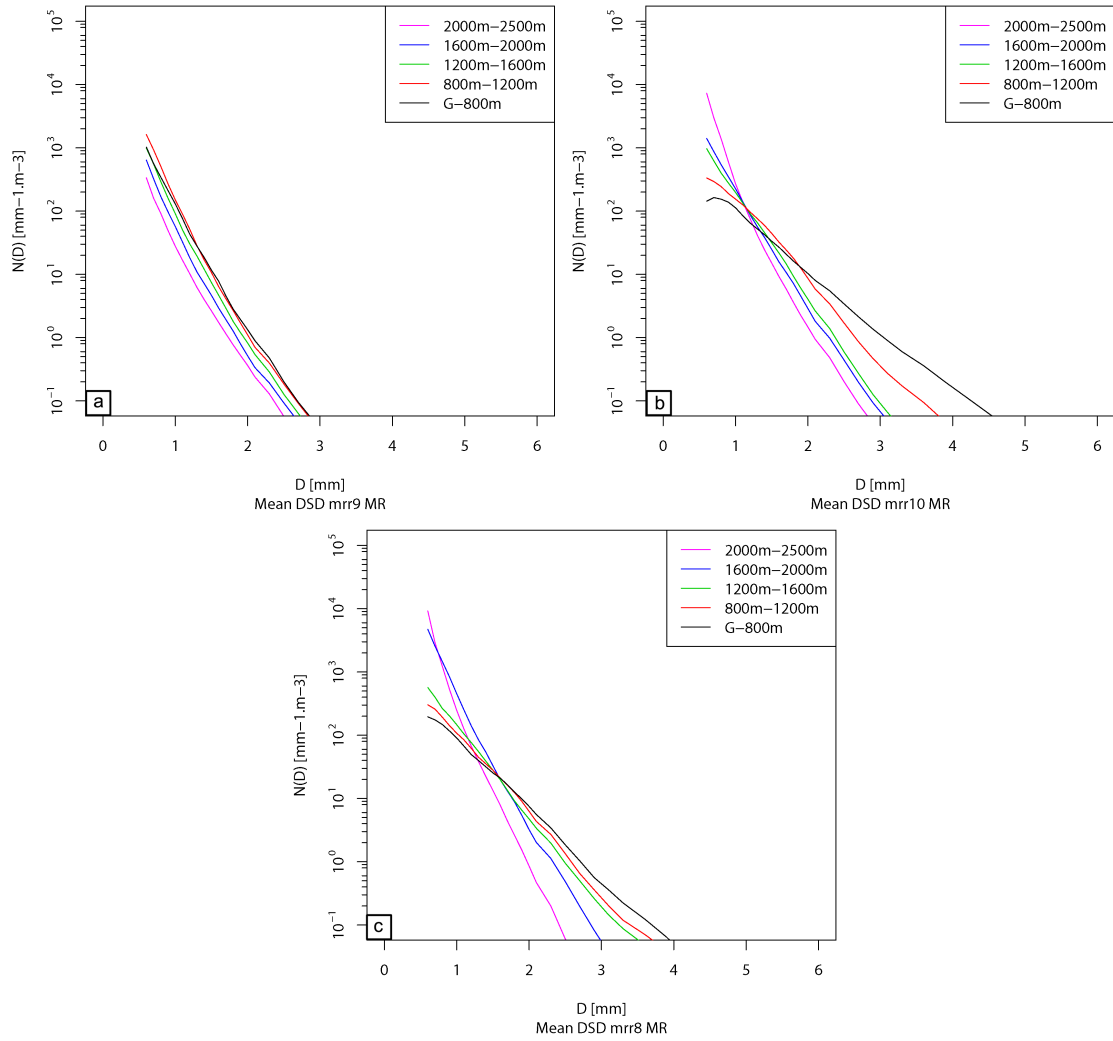 10^5
10^4
10^3
10^2
10^1
10^0
10^−1
N(D) [mm−1.m−3]
2000m−2500m
1600m−2000m
1200m−1600m
800m−1200m
G−800m
a
0 1 2 3 4 5 6
D [mm]
Mean DSD mrr9 MR
10^5
10^4
10^3
10^2
10^1
10^0
10^−1
N(D) [mm−1.m−3]
2000m−2500m
1600m−2000m
1200m−1600m
800m−1200m
G−800m
b
0 1 2 3 4 5 6
D [mm]
Mean DSD mrr10 MR
10^5
10^4
10^3
10^2
10^1
10^0
10^−1
N(D) [mm−1.m−3]
2000m−2500m
1600m−2000m
1200m−1600m
800m−1200m
G−800m
c
0 1 2 3 4 5 6
D [mm]
Mean DSD mrr8 MR